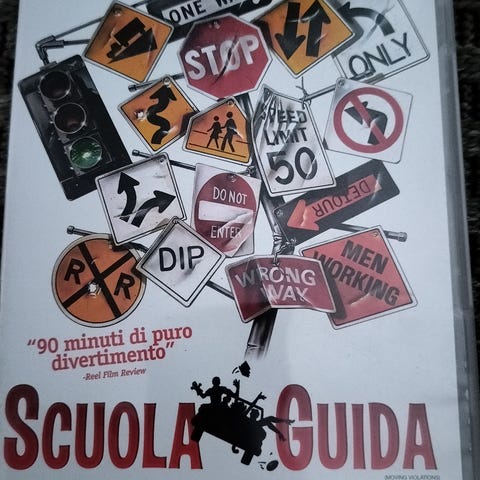 ONE WAY
STOP
ONLY
SPEED
LIMIT
50
DO NOT
ENTER
DETOUR
DIP
R R
WRONG
WAY
MEN
WORKING
"90 minuti di puro
divertimento"
-Reel Film Review
SCUOLA GUIDA
(MOVING VIOLATIONS)